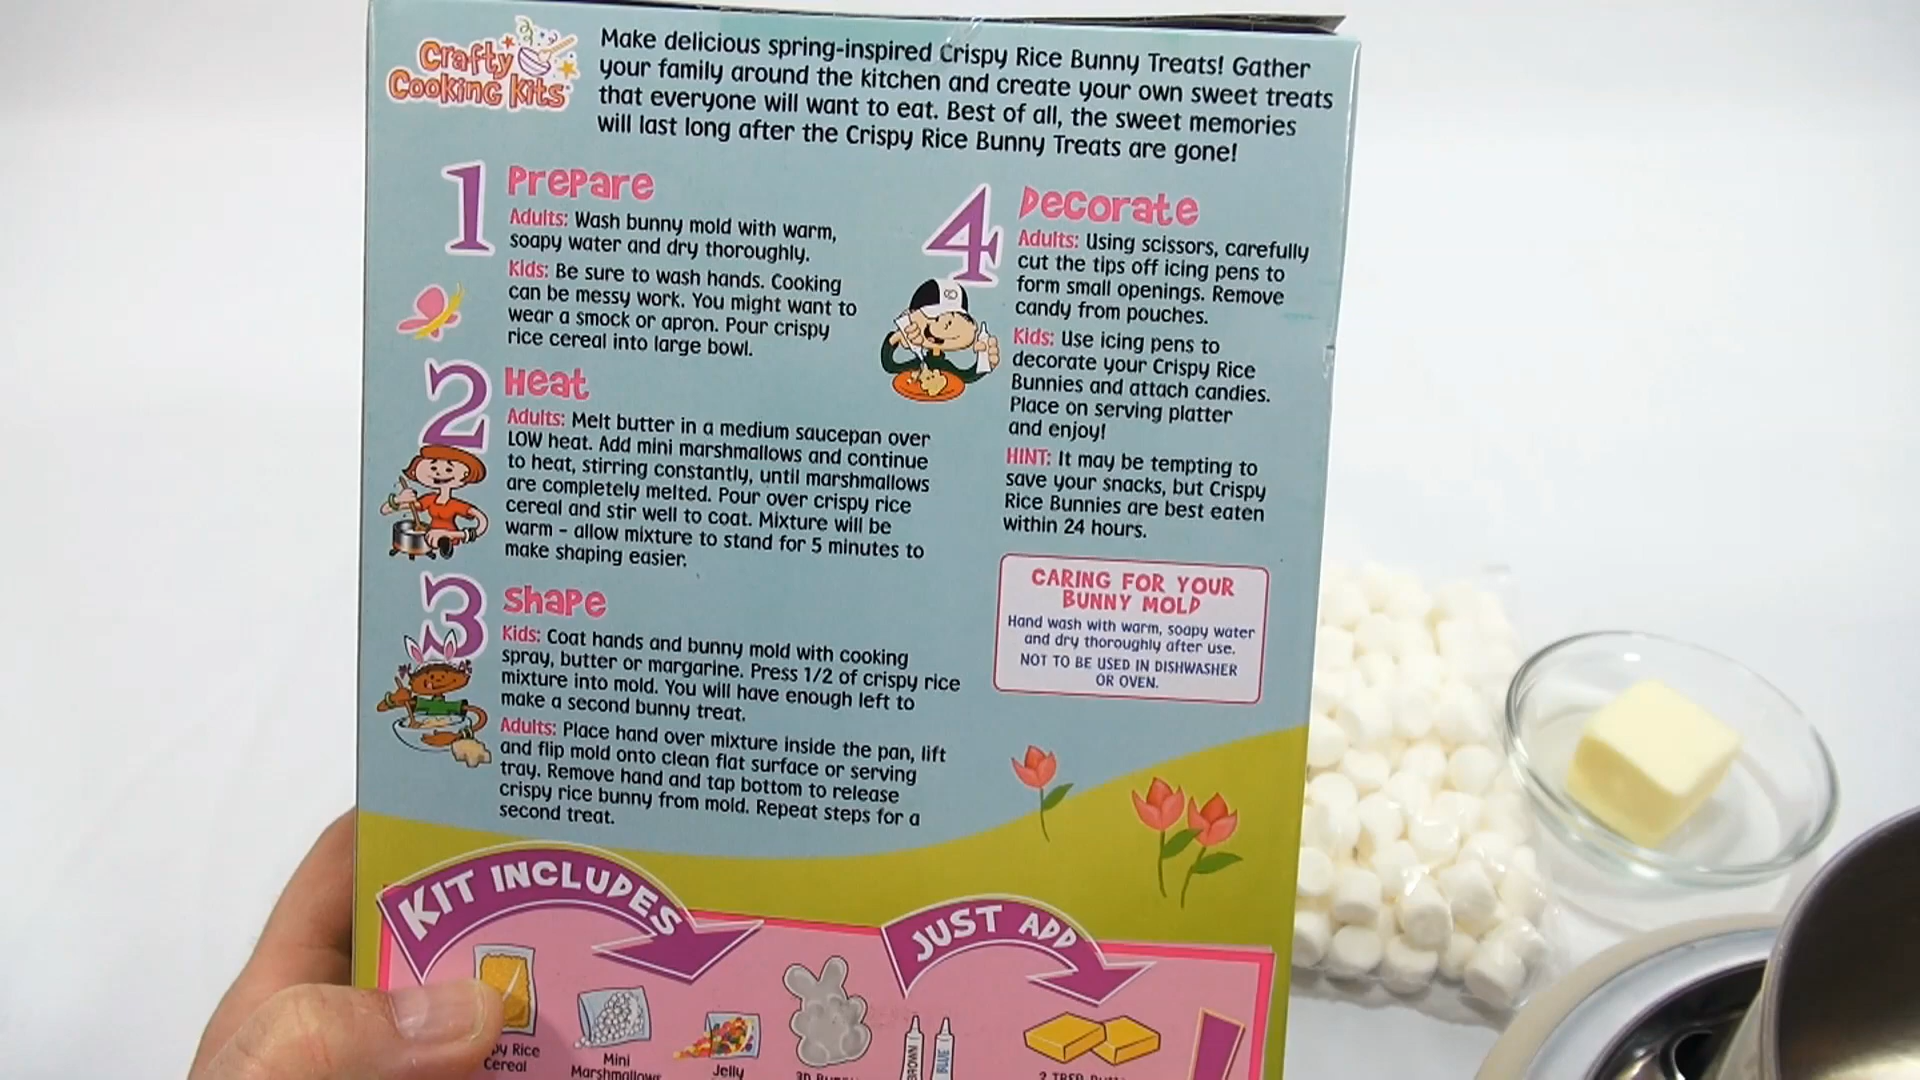 Crafty
Cooking Kits
Make delicious spring-inspired Crispy Rice Bunny Treats! Gather
your family around the kitchen and create your own sweet treats
that everyone will want to eat. Best of all, the sweet memories
will last long after the Crispy Rice Bunny Treats are gone!
1 Prepare
Adults: Wash bunny mold with warm,
soapy water and dry thoroughly.
Kids: Be sure to wash hands. Cooking
can be messy work. You might want to
wear a smock or apron. Pour crispy
rice cereal into large bowl.
2 Heat
Adults: Melt butter in a medium saucepan over
LOW heat. Add mini marshmallows and continue
to heat, stirring constantly, until marshmallows
are completely melted. Pour over crispy rice
cereal and stir well to coat. Mixture will be
warm – allow mixture to stand for 5 minutes to
make shaping easier.
3 Shape
Kids: Coat hands and bunny mold with cooking
spray, butter or margarine. Press 1/2 of crispy rice
mixture into mold. You will have enough left to
make a second bunny treat.
Adults: Place hand over mixture inside the pan, lift
and flip mold onto clean flat surface or serving
tray. Remove hand and tap bottom to release
crispy rice bunny from mold. Repeat steps for a
second treat.
4 Decorate
Adults: Using scissors, carefully
cut the tips off icing pens to
form small openings. Remove
candy from pouches.
Kids: Use icing pens to
decorate your Crispy Rice
Bunnies and attach candies.
Place on serving platter
and enjoy!
HINT: It may be tempting to
save your snacks, but Crispy
Rice Bunnies are best eaten
within 24 hours.
CARING FOR YOUR
BUNNY MOLD
Hand wash with warm, soapy water
and dry thoroughly after use.
NOT TO BE USED IN DISHWASHER
OR OVEN.
KIT INCLUDES
Rice
Cereal
Mini
Marshmallows
Jelly
3D
BROWN
BLUE
JUST ADD
2 TBSP